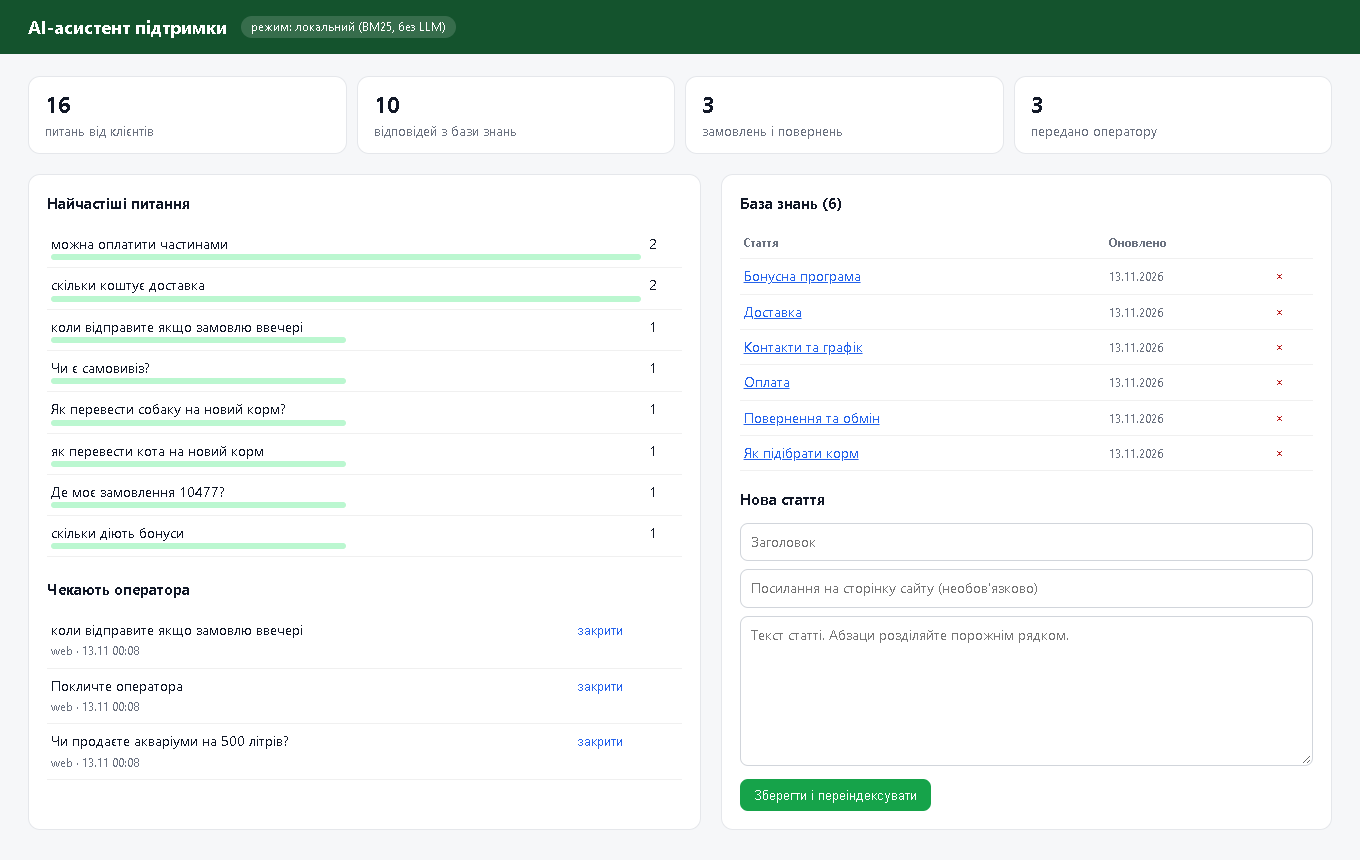 AI-асистент підтримки
режим: локальний (BM25, без LLM)
16
питань від клієнтів
10
відповідей з бази знань
3
замовлень і повернень
3
передано оператору
Найчастіші питання
можна оплатити частинами 2
скільки коштує доставка 2
коли відправите якщо замовлю ввечері 1
Чи є самовивіз? 1
Як перевести собаку на новий корм? 1
як перевести кота на новий корм 1
Де моє замовлення 10477? 1
скільки діють бонуси 1
Чекають оператора
коли відправите якщо замовлю ввечері закрити
web · 13.11 00:08
Покличте оператора закрити
web · 13.11 00:08
Чи продаєте акваріуми на 500 літрів? закрити
web · 13.11 00:08
База знань (6)
Стаття Оновлено
Бонусна програма 13.11.2026 ×
Доставка 13.11.2026 ×
Контакти та графік 13.11.2026 ×
Оплата 13.11.2026 ×
Повернення та обмін 13.11.2026 ×
Як підібрати корм 13.11.2026 ×
Нова стаття
Заголовок
Посилання на сторінку сайту (необов'язково)
Текст статті. Абзаци розділяйте порожнім рядком.
Зберегти і переіндексувати